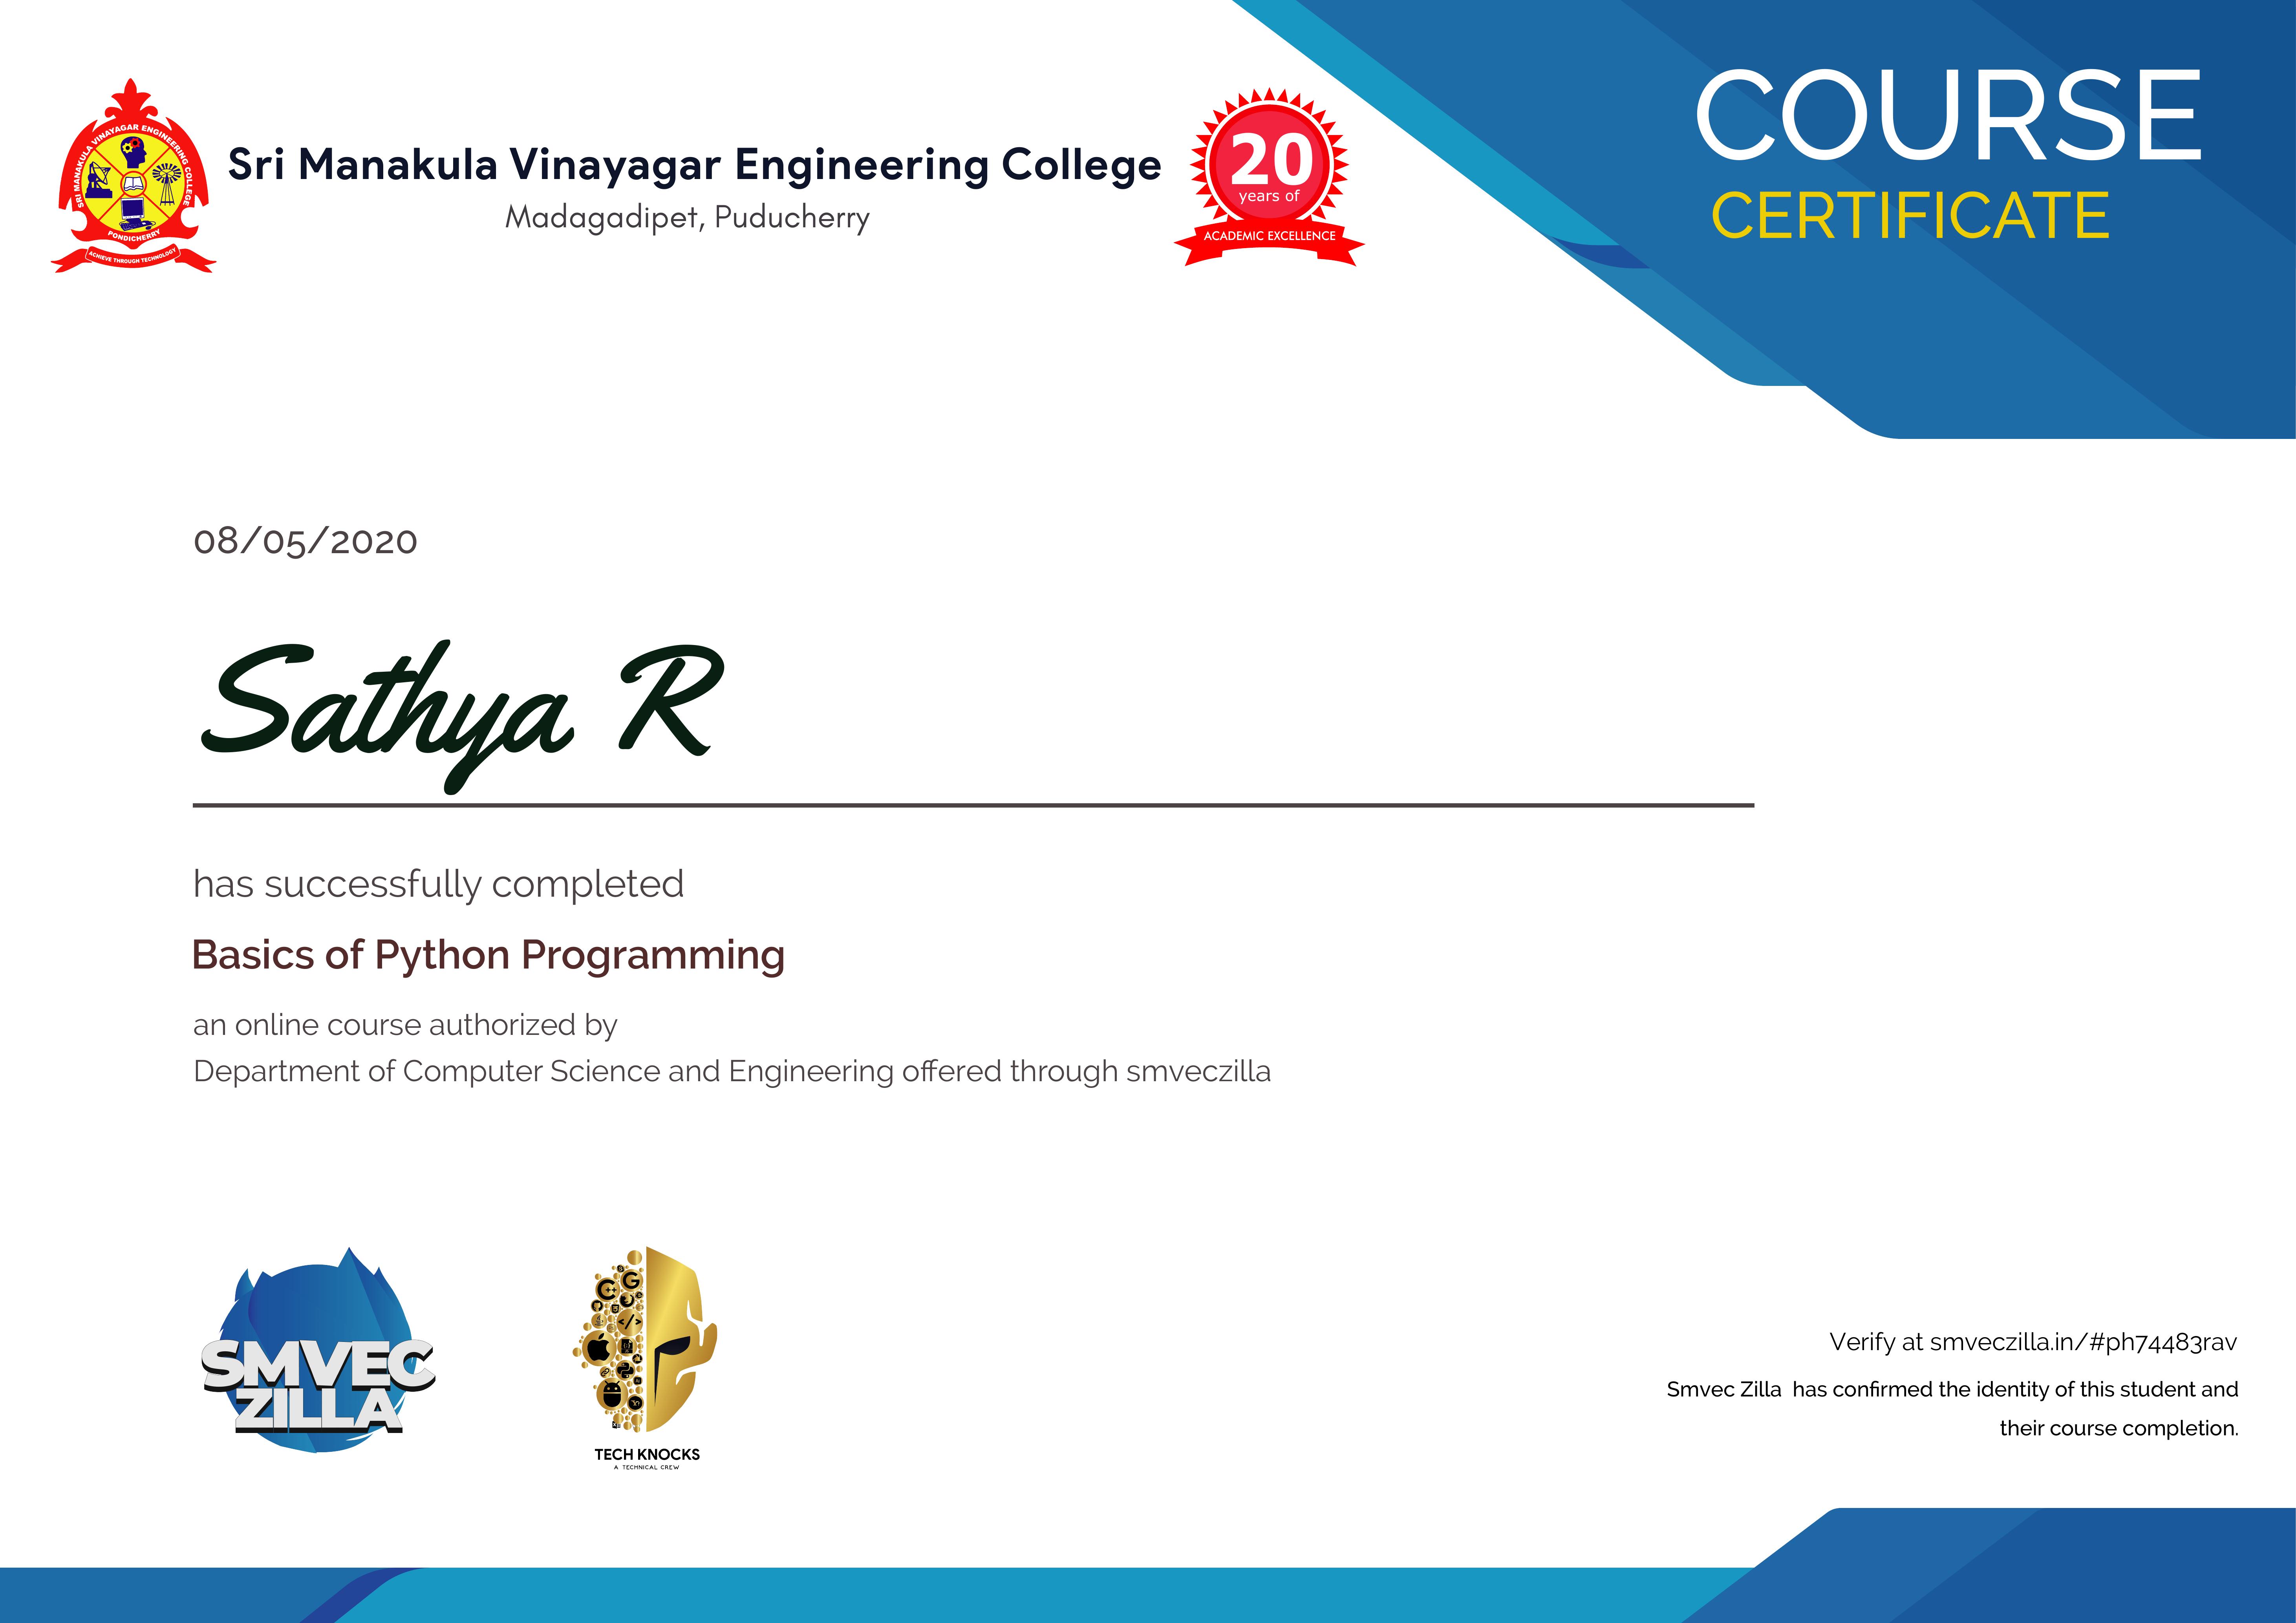 COURSE
CERTIFICATE
SRI MANAKULA VINAYAGAR ENGINEERING COLLEGE
PONDICHERRY
ACHIEVE THROUGH TECHNOLOGY
Sri Manakula Vinayagar Engineering College
Madagadipet, Puducherry
20
years of
ACADEMIC EXCELLENCE
08/05/2020
Sathya R
has successfully completed
Basics of Python Programming
an online course authorized by
Department of Computer Science and Engineering offered through smveczilla
SMVEC
ZILLA
TECH KNOCKS
A TECHNICAL CREW
Verify at smveczilla.in/#ph74483rav
Smvec Zilla has confirmed the identity of this student and
their course completion.